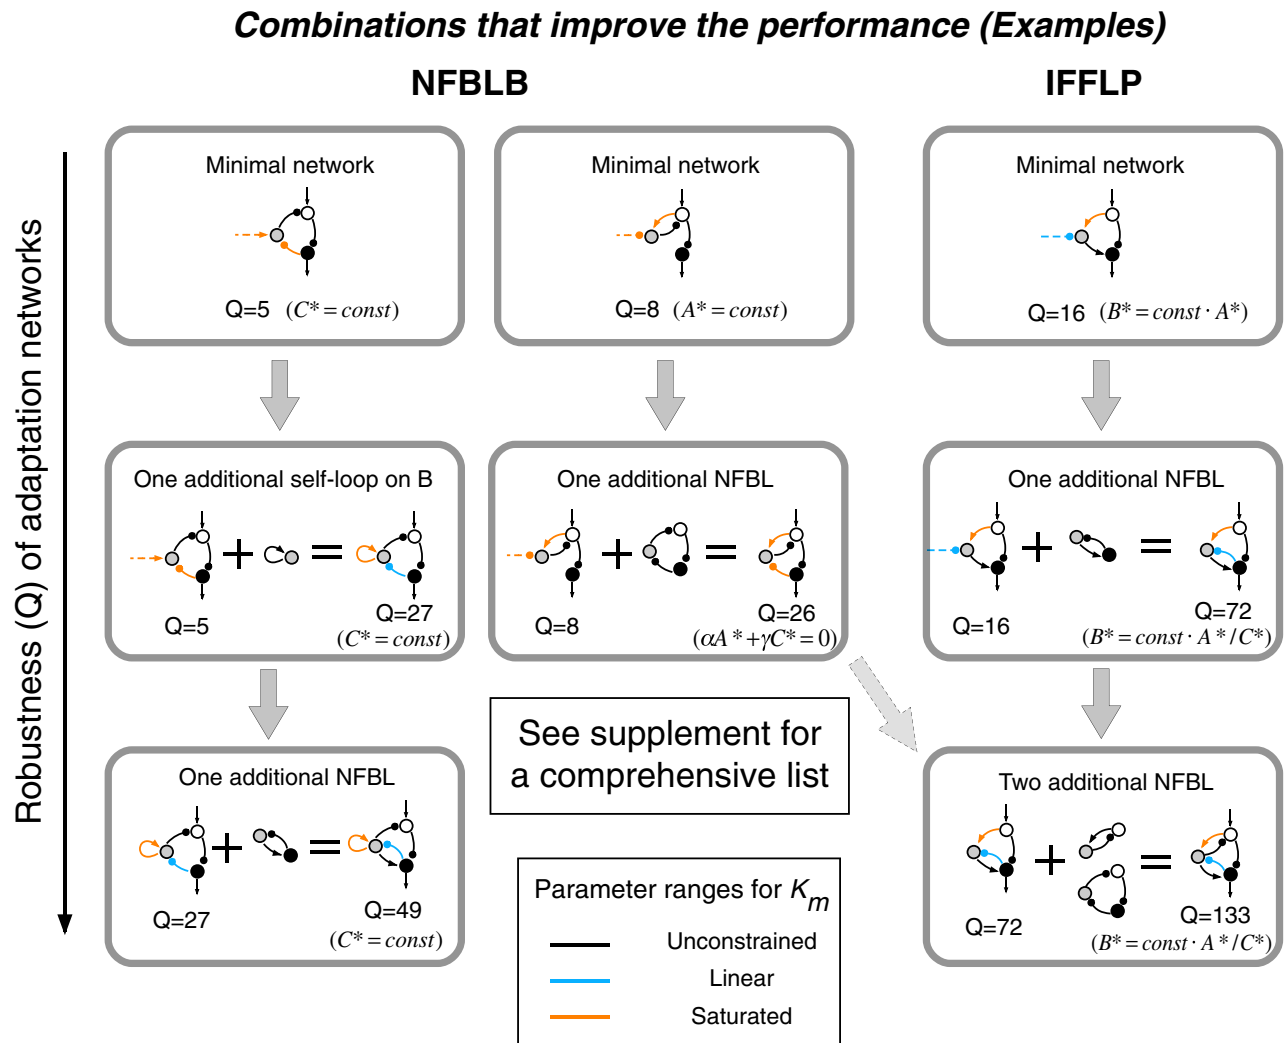 Combinations that improve the performance (Examples)
NFBLB
IFFLP
Robustness (Q) of adaptation networks
Minimal network
Q=5 (C* = const)
Minimal network
Q=8 (A* = const)
Minimal network
Q=16 (B* = const · A*)
One additional self-loop on B
+ =
Q=5
Q=27
(C* = const)
One additional NFBL
+ =
Q=8
Q=26
(αA* + γC* = 0)
One additional NFBL
+ =
Q=16
Q=72
(B* = const · A*/C*)
One additional NFBL
+ =
Q=27
Q=49
(C* = const)
See supplement for
a comprehensive list
Two additional NFBL
+ =
Q=72
Q=133
(B* = const · A*/C*)
Parameter ranges for K_m
Unconstrained
Linear
Saturated